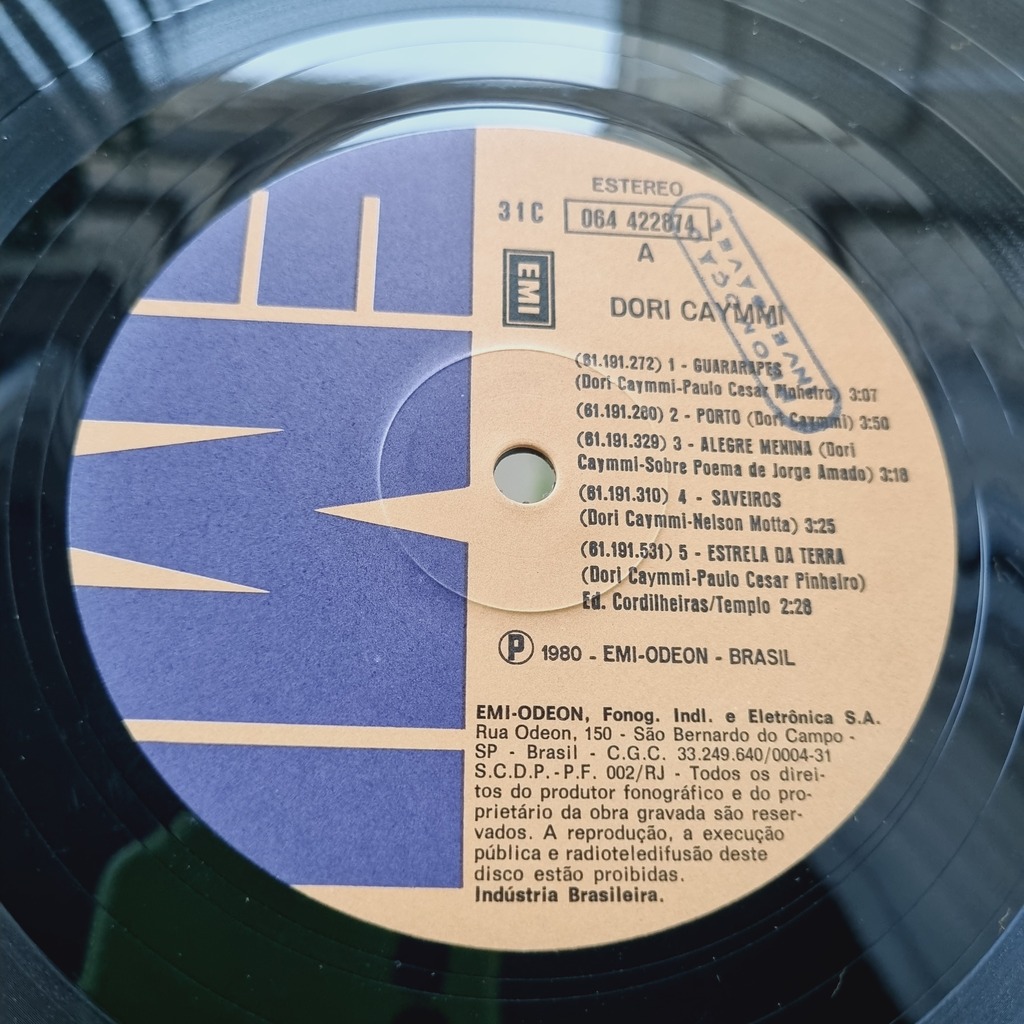 ESTEREO
31C 064 422874
A
EMI
DORI CAYMMI
(61.191.272) 1 - GUARARAPES
(Dori Caymmi-Paulo Cesar Pinheiro) 3:07
(61.191.280) 2 - PORTO (Dori Caymmi) 3:50
(61.191.329) 3 - ALEGRE MENINA (Dori
Caymmi-Sobre Poema de Jorge Amado) 3:18
(61.191.310) 4 - SAVEIROS
(Dori Caymmi-Nelson Motta) 3:25
(61.191.531) 5 - ESTRELA DA TERRA
(Dori Caymmi-Paulo Cesar Pinheiro)
Ed. Cordilheiras/Templo 2:28
Ⓟ 1980 - EMI-ODEON - BRASIL
EMI-ODEON, Fonog. Indl. e Eletrônica S.A.
Rua Odeon, 150 - São Bernardo do Campo -
SP - Brasil - C.G.C. 33.249.640/0004-31
S.C.D.P.-P.F. 002/RJ - Todos os direi-
tos do produtor fonográfico e do pro-
prietário da obra gravada são reser-
vados. A reprodução, a execução
pública e radioteledifusão deste
disco estão proibidas.
Indústria Brasileira.